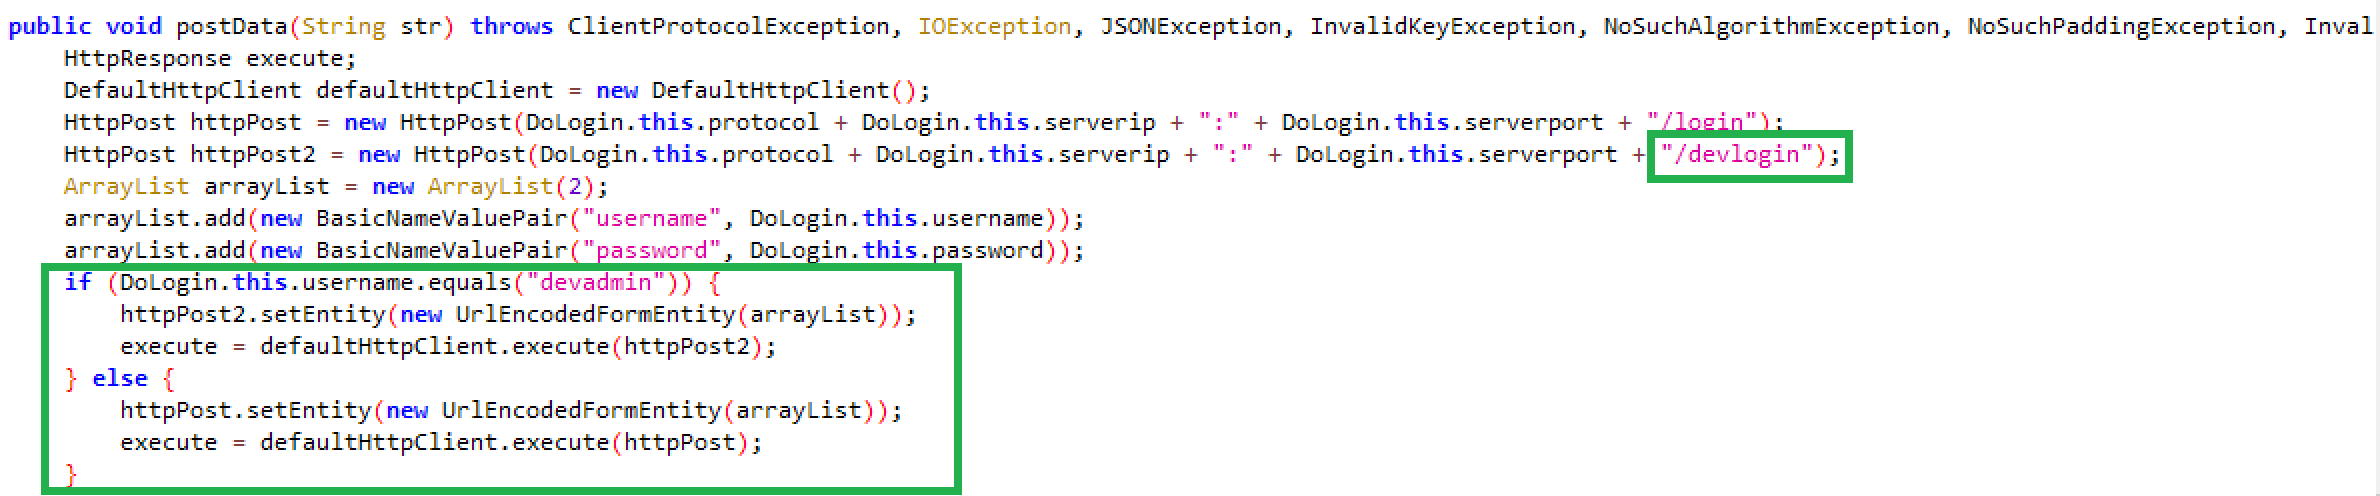 public void postData(String str) throws ClientProtocolException, IOException, JSONException, InvalidKeyException, NoSuchAlgorithmException, NoSuchPaddingException, Inval
HttpResponse execute;
DefaultHttpClient defaultHttpClient = new DefaultHttpClient();
HttpPost httpPost = new HttpPost(DoLogin.this.protocol + DoLogin.this.serverip + ":" + DoLogin.this.serverport + "/login");
HttpPost httpPost2 = new HttpPost(DoLogin.this.protocol + DoLogin.this.serverip + ":" + DoLogin.this.serverport + "/devlogin");
ArrayList arrayList = new ArrayList(2);
arrayList.add(new BasicNameValuePair("username", DoLogin.this.username));
arrayList.add(new BasicNameValuePair("password", DoLogin.this.password));
if (DoLogin.this.username.equals("devadmin")) {
httpPost2.setEntity(new UrlEncodedFormEntity(arrayList));
execute = defaultHttpClient.execute(httpPost2);
} else {
httpPost.setEntity(new UrlEncodedFormEntity(arrayList));
execute = defaultHttpClient.execute(httpPost);
}